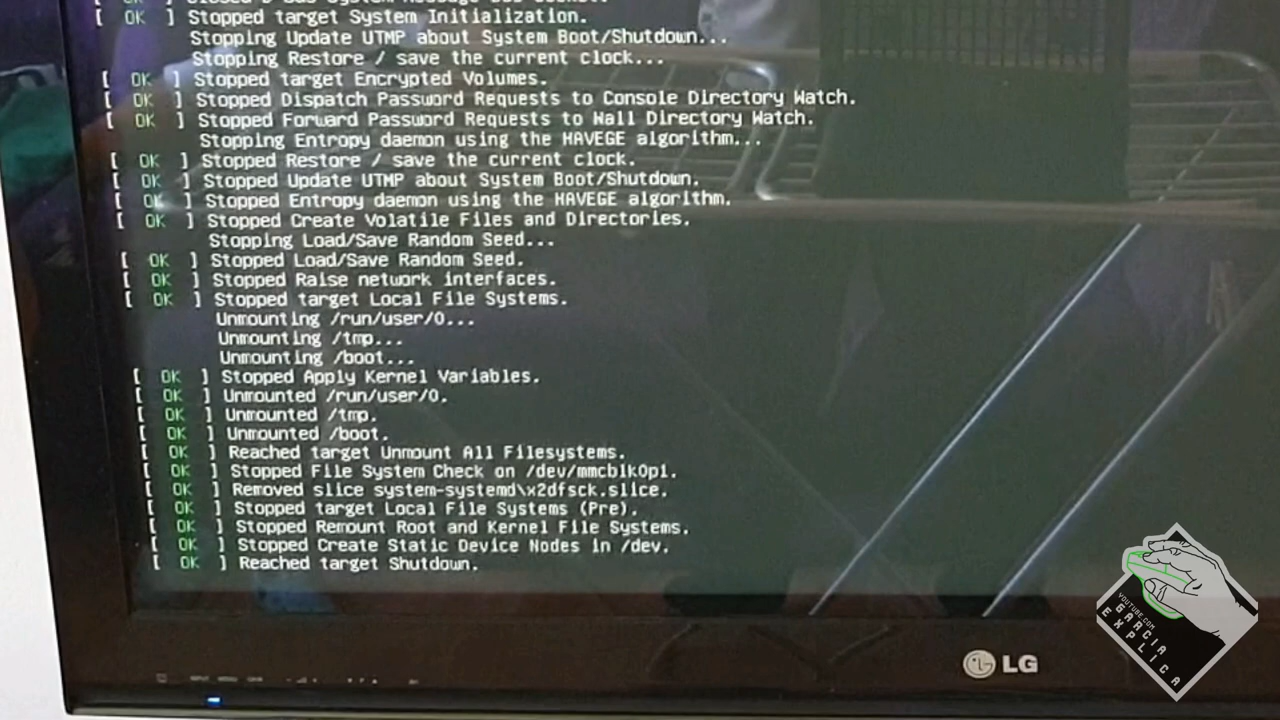 [ OK ] Stopped target System Initialization.
Stopping Update UTMP about System Boot/Shutdown...
Stopping Restore / save the current clock...
[ OK ] Stopped target Encrypted Volumes.
[ OK ] Stopped Dispatch Password Requests to Console Directory Watch.
[ OK ] Stopped Forward Password Requests to Wall Directory Watch.
Stopping Entropy daemon using the HAVEGE algorithm...
[ OK ] Stopped Restore / save the current clock.
[ OK ] Stopped Update UTMP about System Boot/Shutdown.
[ OK ] Stopped Entropy daemon using the HAVEGE algorithm.
[ OK ] Stopped Create Volatile Files and Directories.
Stopping Load/Save Random Seed...
[ OK ] Stopped Load/Save Random Seed.
[ OK ] Stopped Raise network interfaces.
[ OK ] Stopped target Local File Systems.
Unmounting /run/user/0...
Unmounting /tmp...
Unmounting /boot...
[ OK ] Stopped Apply Kernel Variables.
[ OK ] Unmounted /run/user/0.
[ OK ] Unmounted /tmp.
[ OK ] Unmounted /boot.
[ OK ] Reached target Unmount All Filesystems.
[ OK ] Stopped File System Check on /dev/mmcblk0p1.
[ OK ] Removed slice system-systemd\x2dfsck.slice.
[ OK ] Stopped target Local File Systems (Pre).
[ OK ] Stopped Remount Root and Kernel File Systems.
[ OK ] Stopped Create Static Device Nodes in /dev.
[ OK ] Reached target Shutdown.
LG
YOUTUBE.COM
GARCIA
EXPLICA